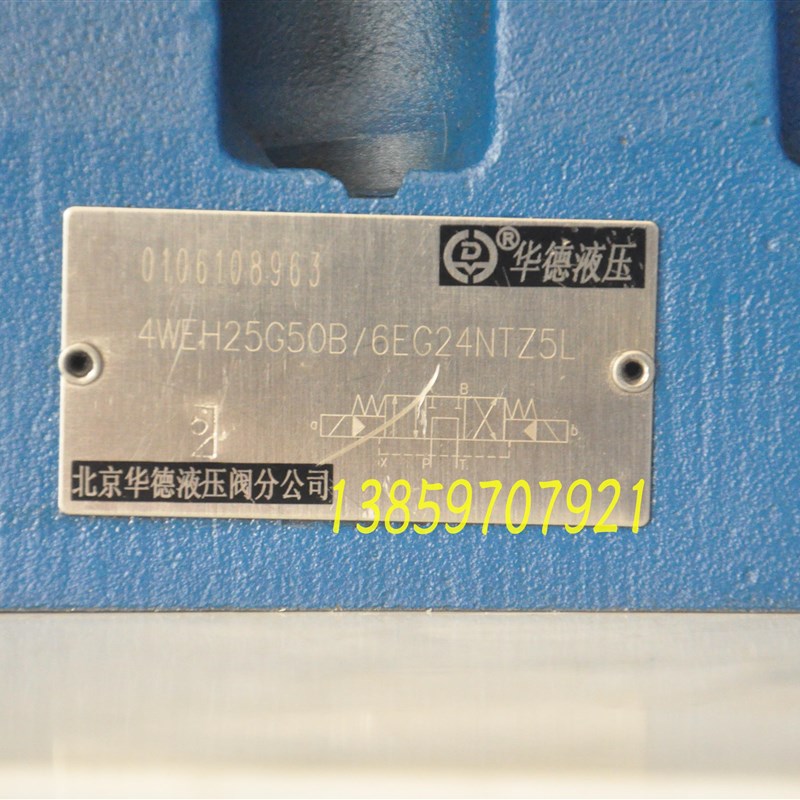 0106108963
® 华德液压
4WEH25G50B/6EG24NTZ5L
B
a b
X P T
北京华德液压阀分公司
13859707921